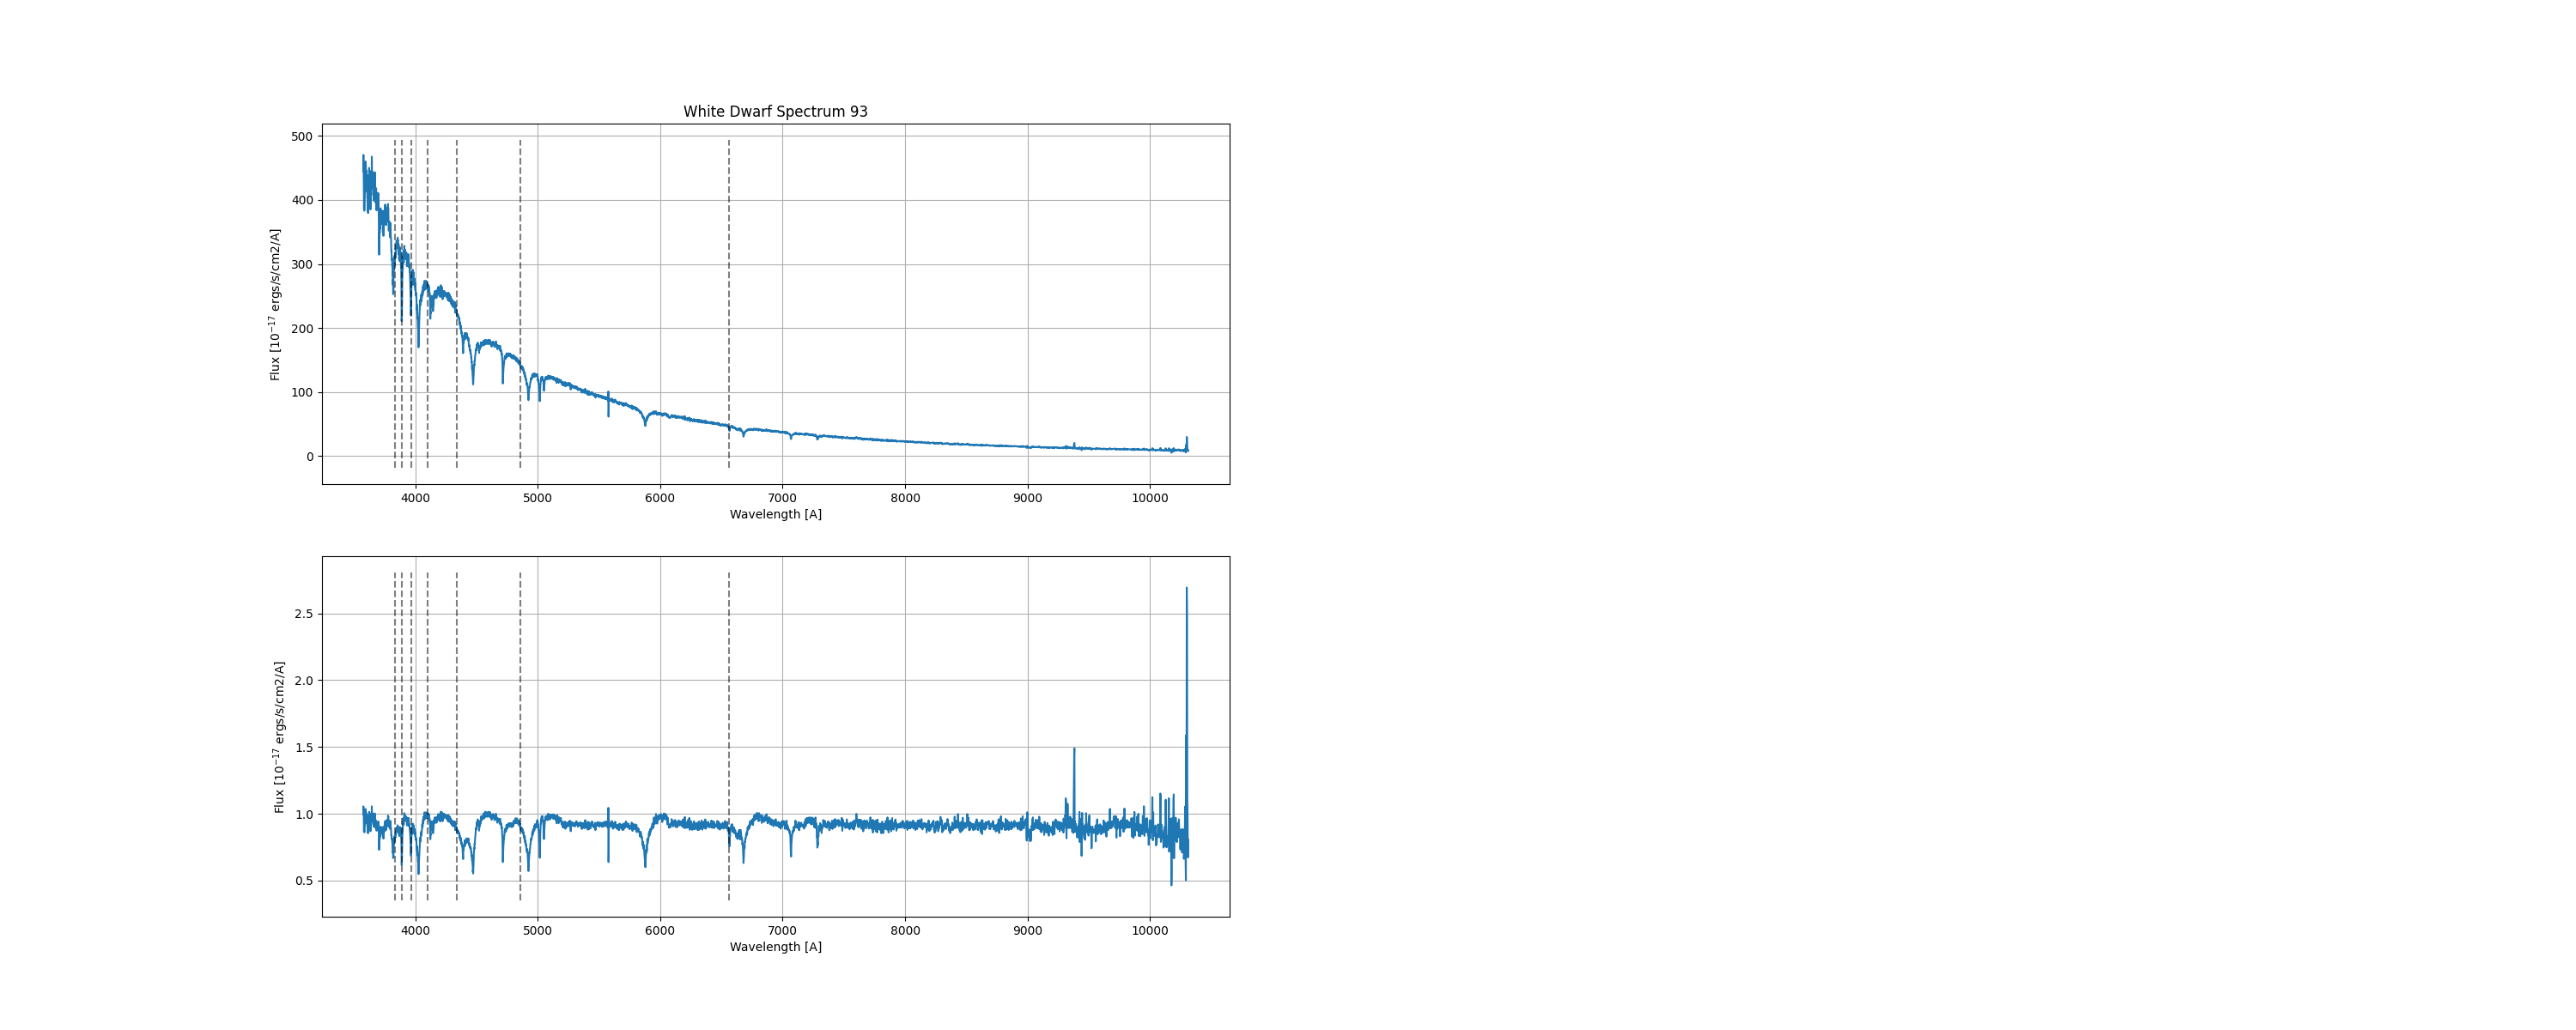 White Dwarf Spectrum 93
Flux [10⁻¹⁷ ergs/s/cm2/A]
500
400
300
200
100
0
4000 5000 6000 7000 8000 9000 10000
Wavelength [A]
Flux [10⁻¹⁷ ergs/s/cm2/A]
2.5
2.0
1.5
1.0
0.5
4000 5000 6000 7000 8000 9000 10000
Wavelength [A]